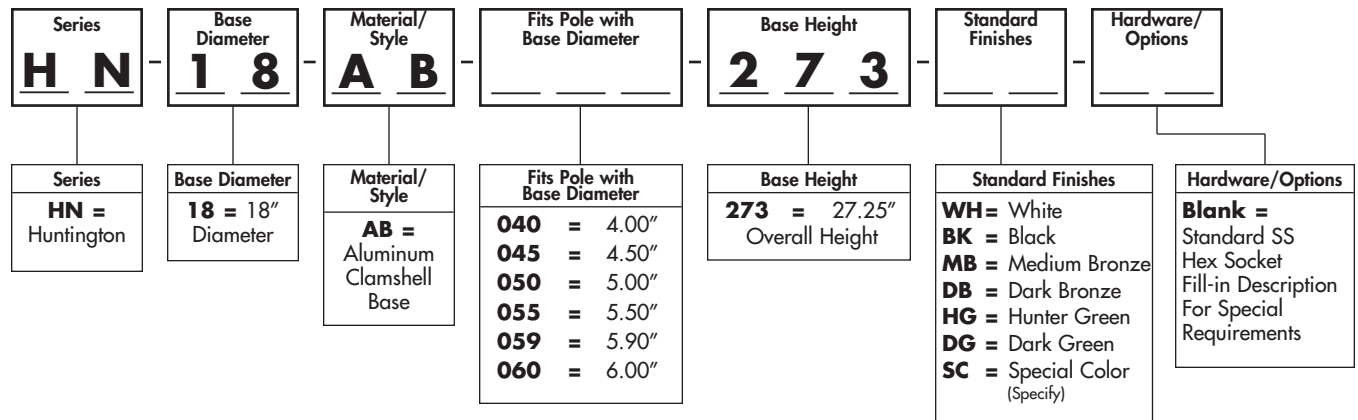 Series
H N
-
Base
Diameter
1 8
-
Material/
Style
A B
-
Fits Pole with
Base Diameter
-
Base Height
2 7 3
-
Standard
Finishes
-
Hardware/
Options
Series
HN =
Huntington
Base Diameter
18 = 18"
Diameter
Material/
Style
AB =
Aluminum
Clamshell
Base
Fits Pole with
Base Diameter
040 = 4.00"
045 = 4.50"
050 = 5.00"
055 = 5.50"
059 = 5.90"
060 = 6.00"
Base Height
273 = 27.25"
Overall Height
Standard Finishes
WH = White
BK = Black
MB = Medium Bronze
DB = Dark Bronze
HG = Hunter Green
DG = Dark Green
SC = Special Color
(Specify)
Hardware/Options
Blank =
Standard SS
Hex Socket
Fill-in Description
For Special
Requirements